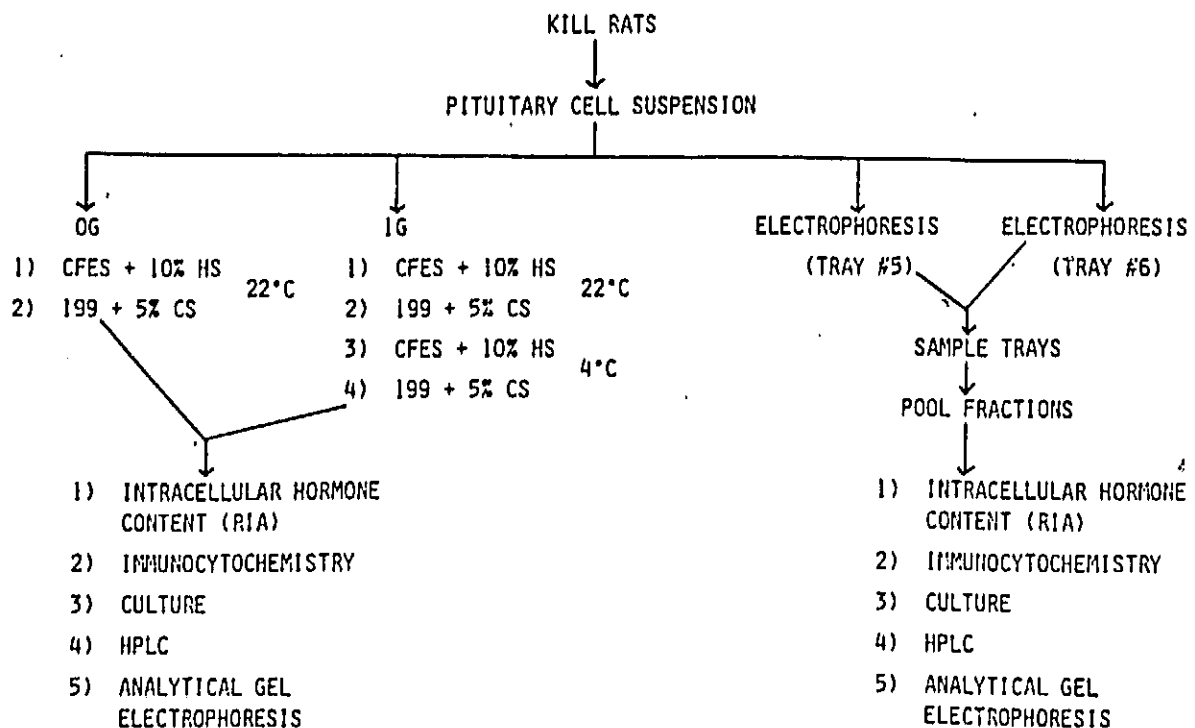 KILL RATS
PITUITARY CELL SUSPENSION
0G
1) CFES + 10% HS
2) 199 + 5% CS
22°C
1G
1) CFES + 10% HS
2) 199 + 5% CS
22°C
3) CFES + 10% HS
4) 199 + 5% CS
4°C
ELECTROPHORESIS
(TRAY #5)
ELECTROPHORESIS
(TRAY #6)
SAMPLE TRAYS
POOL FRACTIONS
1) INTRACELLULAR HORMONE
CONTENT (RIA)
2) IMMUNOCYTOCHEMISTRY
3) CULTURE
4) HPLC
5) ANALYTICAL GEL
ELECTROPHORESIS
1) INTRACELLULAR HORMONE
CONTENT (RIA)
2) IMMUNOCYTOCHEMISTRY
3) CULTURE
4) HPLC
5) ANALYTICAL GEL
ELECTROPHORESIS